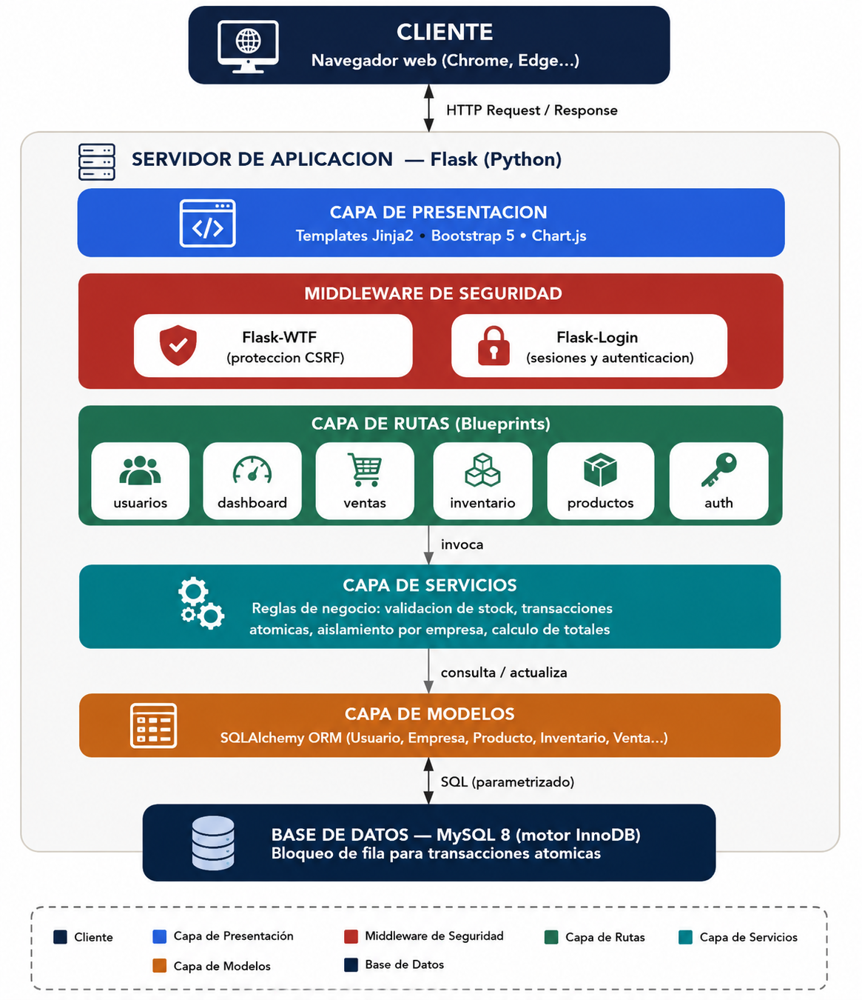 CLIENTE
Navegador web (Chrome, Edge...)
HTTP Request / Response
SERVIDOR DE APLICACION — Flask (Python)
CAPA DE PRESENTACION
Templates Jinja2 • Bootstrap 5 • Chart.js
MIDDLEWARE DE SEGURIDAD
Flask-WTF
(proteccion CSRF)
Flask-Login
(sesiones y autenticacion)
CAPA DE RUTAS (Blueprints)
usuarios
dashboard
ventas
inventario
productos
auth
invoca
CAPA DE SERVICIOS
Reglas de negocio: validacion de stock, transacciones
atomicas, aislamiento por empresa, calculo de totales
consulta / actualiza
CAPA DE MODELOS
SQLAlchemy ORM (Usuario, Empresa, Producto, Inventario, Venta...)
SQL (parametrizado)
BASE DE DATOS — MySQL 8 (motor InnoDB)
Bloqueo de fila para transacciones atomicas
Cliente
Capa de Presentación
Middleware de Seguridad
Capa de Rutas
Capa de Servicios
Capa de Modelos
Base de Datos